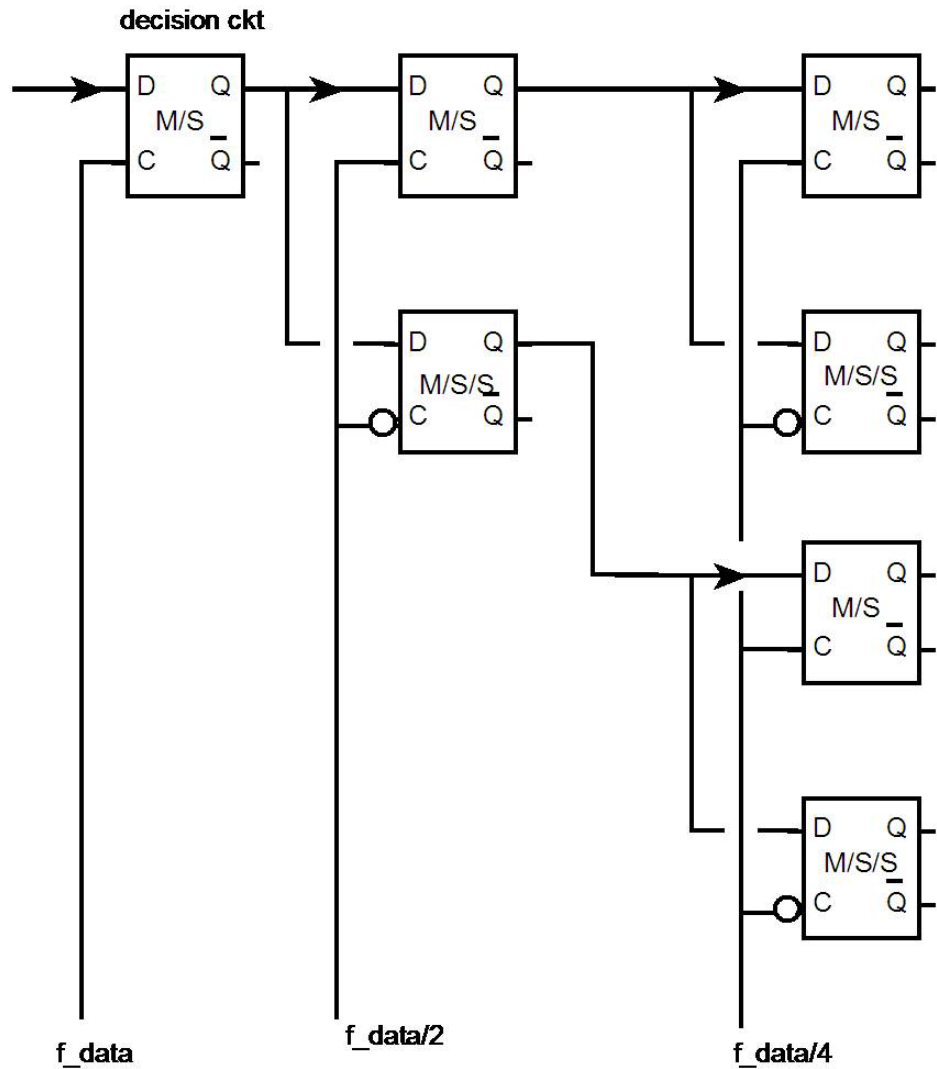 decision ckt
D Q
M/S
C Q
D Q
M/S
C Q
D Q
M/S
C Q
D Q
M/S/S
C Q
D Q
M/S/S
C Q
D Q
M/S
C Q
D Q
M/S/S
C Q
f_data
f_data/2
f_data/4